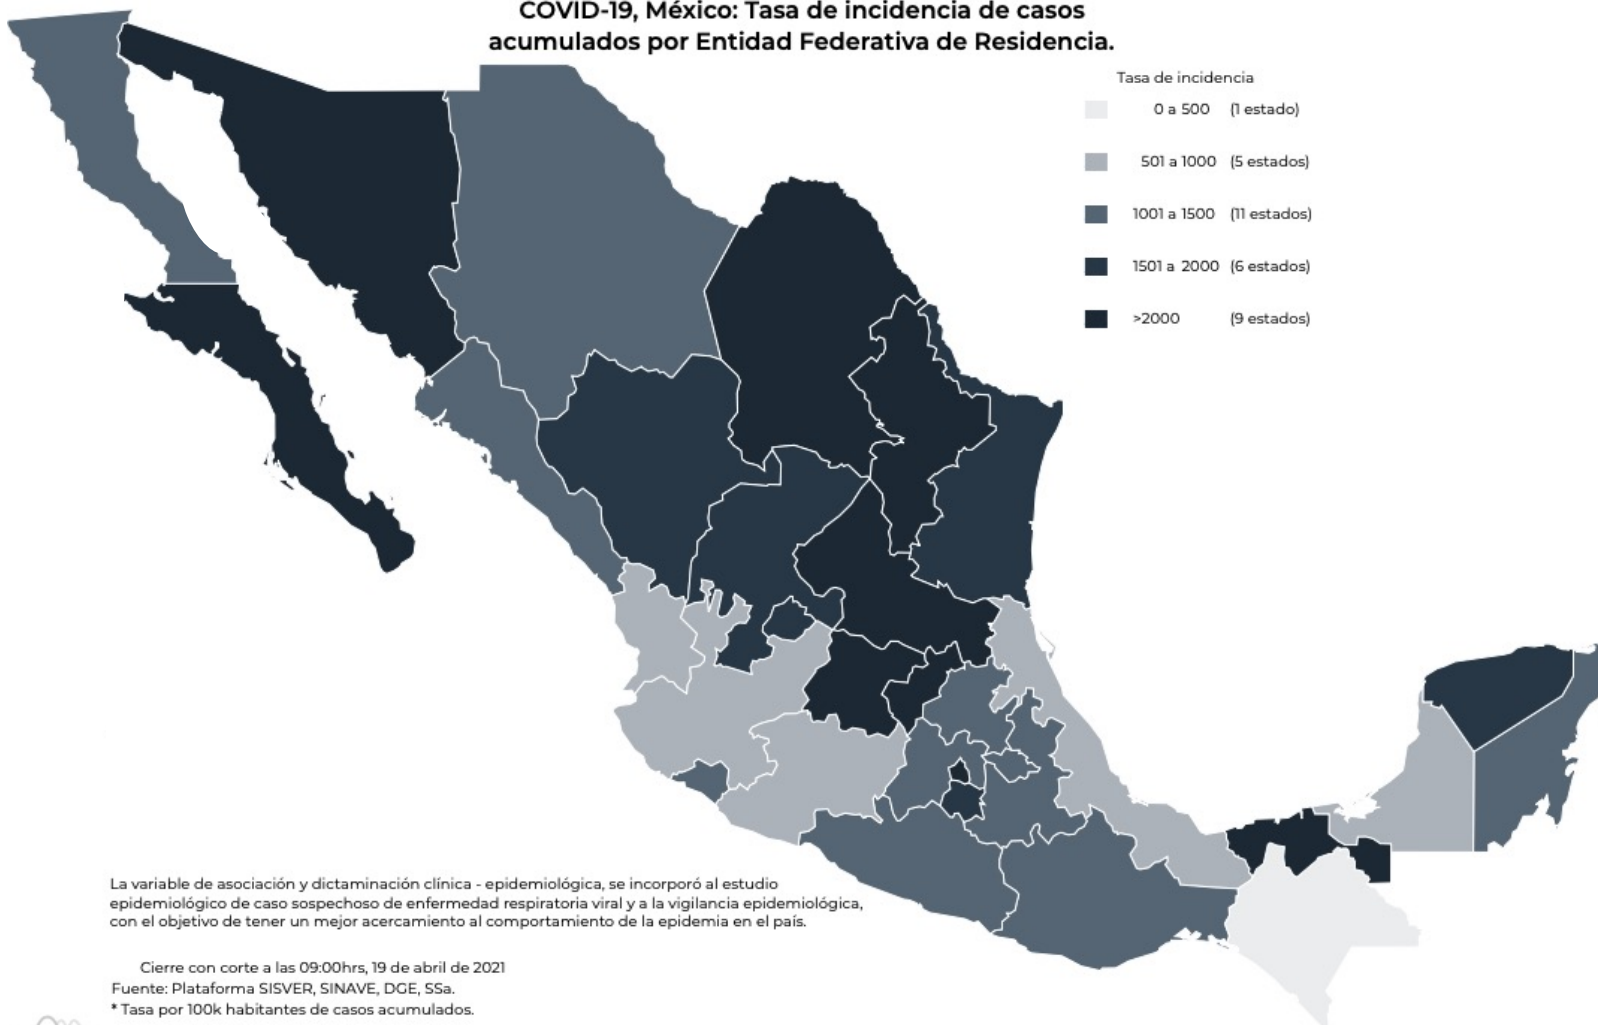 COVID-19, México: Tasa de incidencia de casos
acumulados por Entidad Federativa de Residencia.
Tasa de incidencia
0 a 500 (1 estado)
501 a 1000 (5 estados)
1001 a 1500 (11 estados)
1501 a 2000 (6 estados)
>2000 (9 estados)
La variable de asociación y dictaminación clínica - epidemiológica, se incorporó al estudio
epidemiológico de caso sospechoso de enfermedad respiratoria viral y a la vigilancia epidemiológica,
con el objetivo de tener un mejor acercamiento al comportamiento de la epidemia en el país.
Cierre con corte a las 09:00hrs, 19 de abril de 2021
Fuente: Plataforma SISVER, SINAVE, DGE, SSa.
* Tasa por 100k habitantes de casos acumulados.